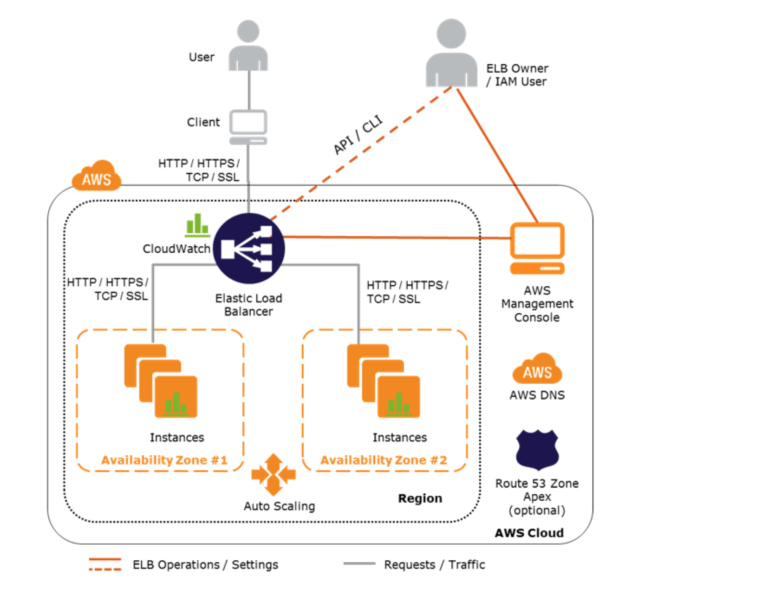 User
ELB Owner
/ IAM User
Client
API / CLI
HTTP / HTTPS/
TCP / SSL
AWS
CloudWatch
Elastic Load
Balancer
HTTP / HTTPS/
TCP / SSL
HTTP / HTTPS/
TCP / SSL
AWS
Management
Console
AWS
AWS DNS
Instances
Availability Zone #1
Instances
Availability Zone #2
Auto Scaling
Region
Route 53 Zone
Apex
(optional)
AWS Cloud
ELB Operations / Settings
Requests / Traffic